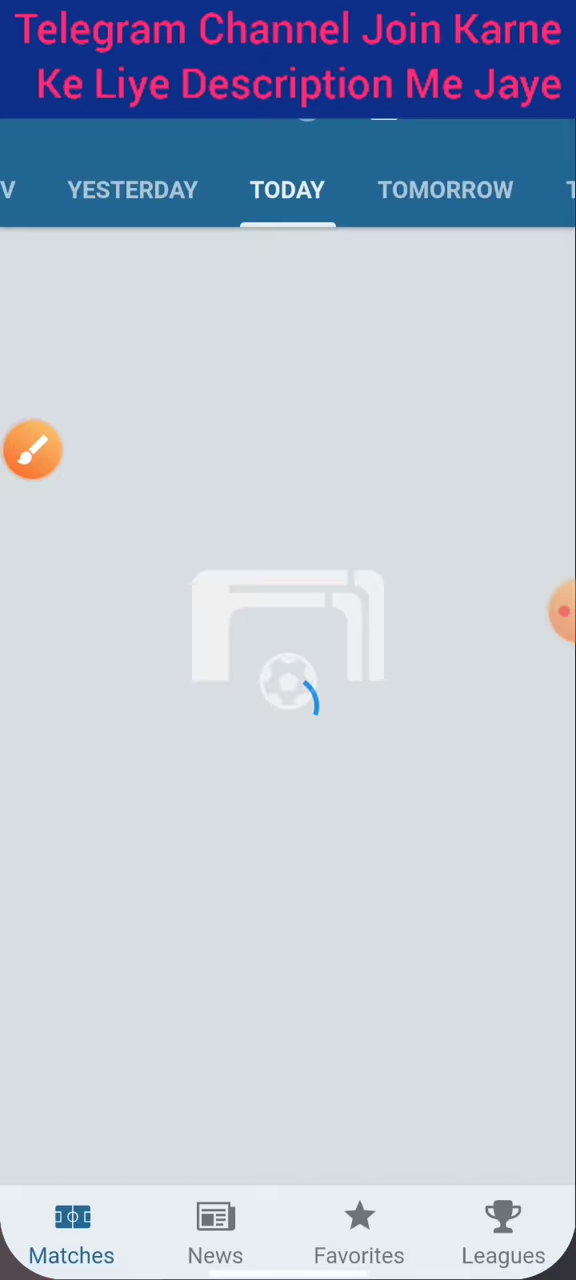 Telegram Channel Join Karne
Ke Liye Description Me Jaye
V YESTERDAY TODAY TOMORROW T
Matches News Favorites Leagues